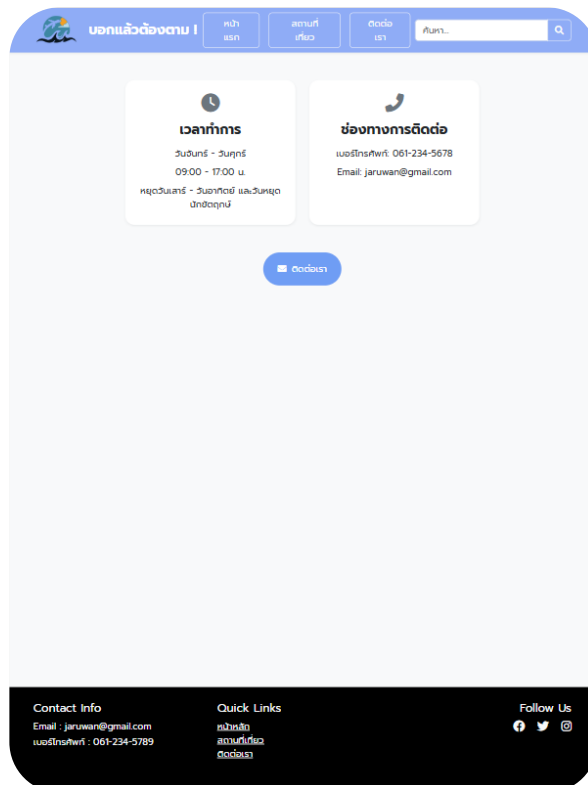 บอกแล้วต้องตาม !
หน้า
แรก
สถานที่
เที่ยว
ติดต่อ
เรา
ค้นหา...
เวลาทำการ
วันจันทร์ - วันศุกร์
09:00 - 17:00 น.
หยุดวันเสาร์ - วันอาทิตย์ และวันหยุด
นักขัตฤกษ์
ช่องทางการติดต่อ
เบอร์โทรศัพท์: 061-234-5678
Email: jaruwan@gmail.com
ติดต่อเรา
Contact Info
Email : jaruwan@gmail.com
เบอร์โทรศัพท์ : 061-234-5789
Quick Links
หน้าหลัก
สถานที่เที่ยว
ติดต่อเรา
Follow Us